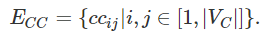 E_{CC} = \{cc_{ij} | i, j \in [1, |V_C|]\}.